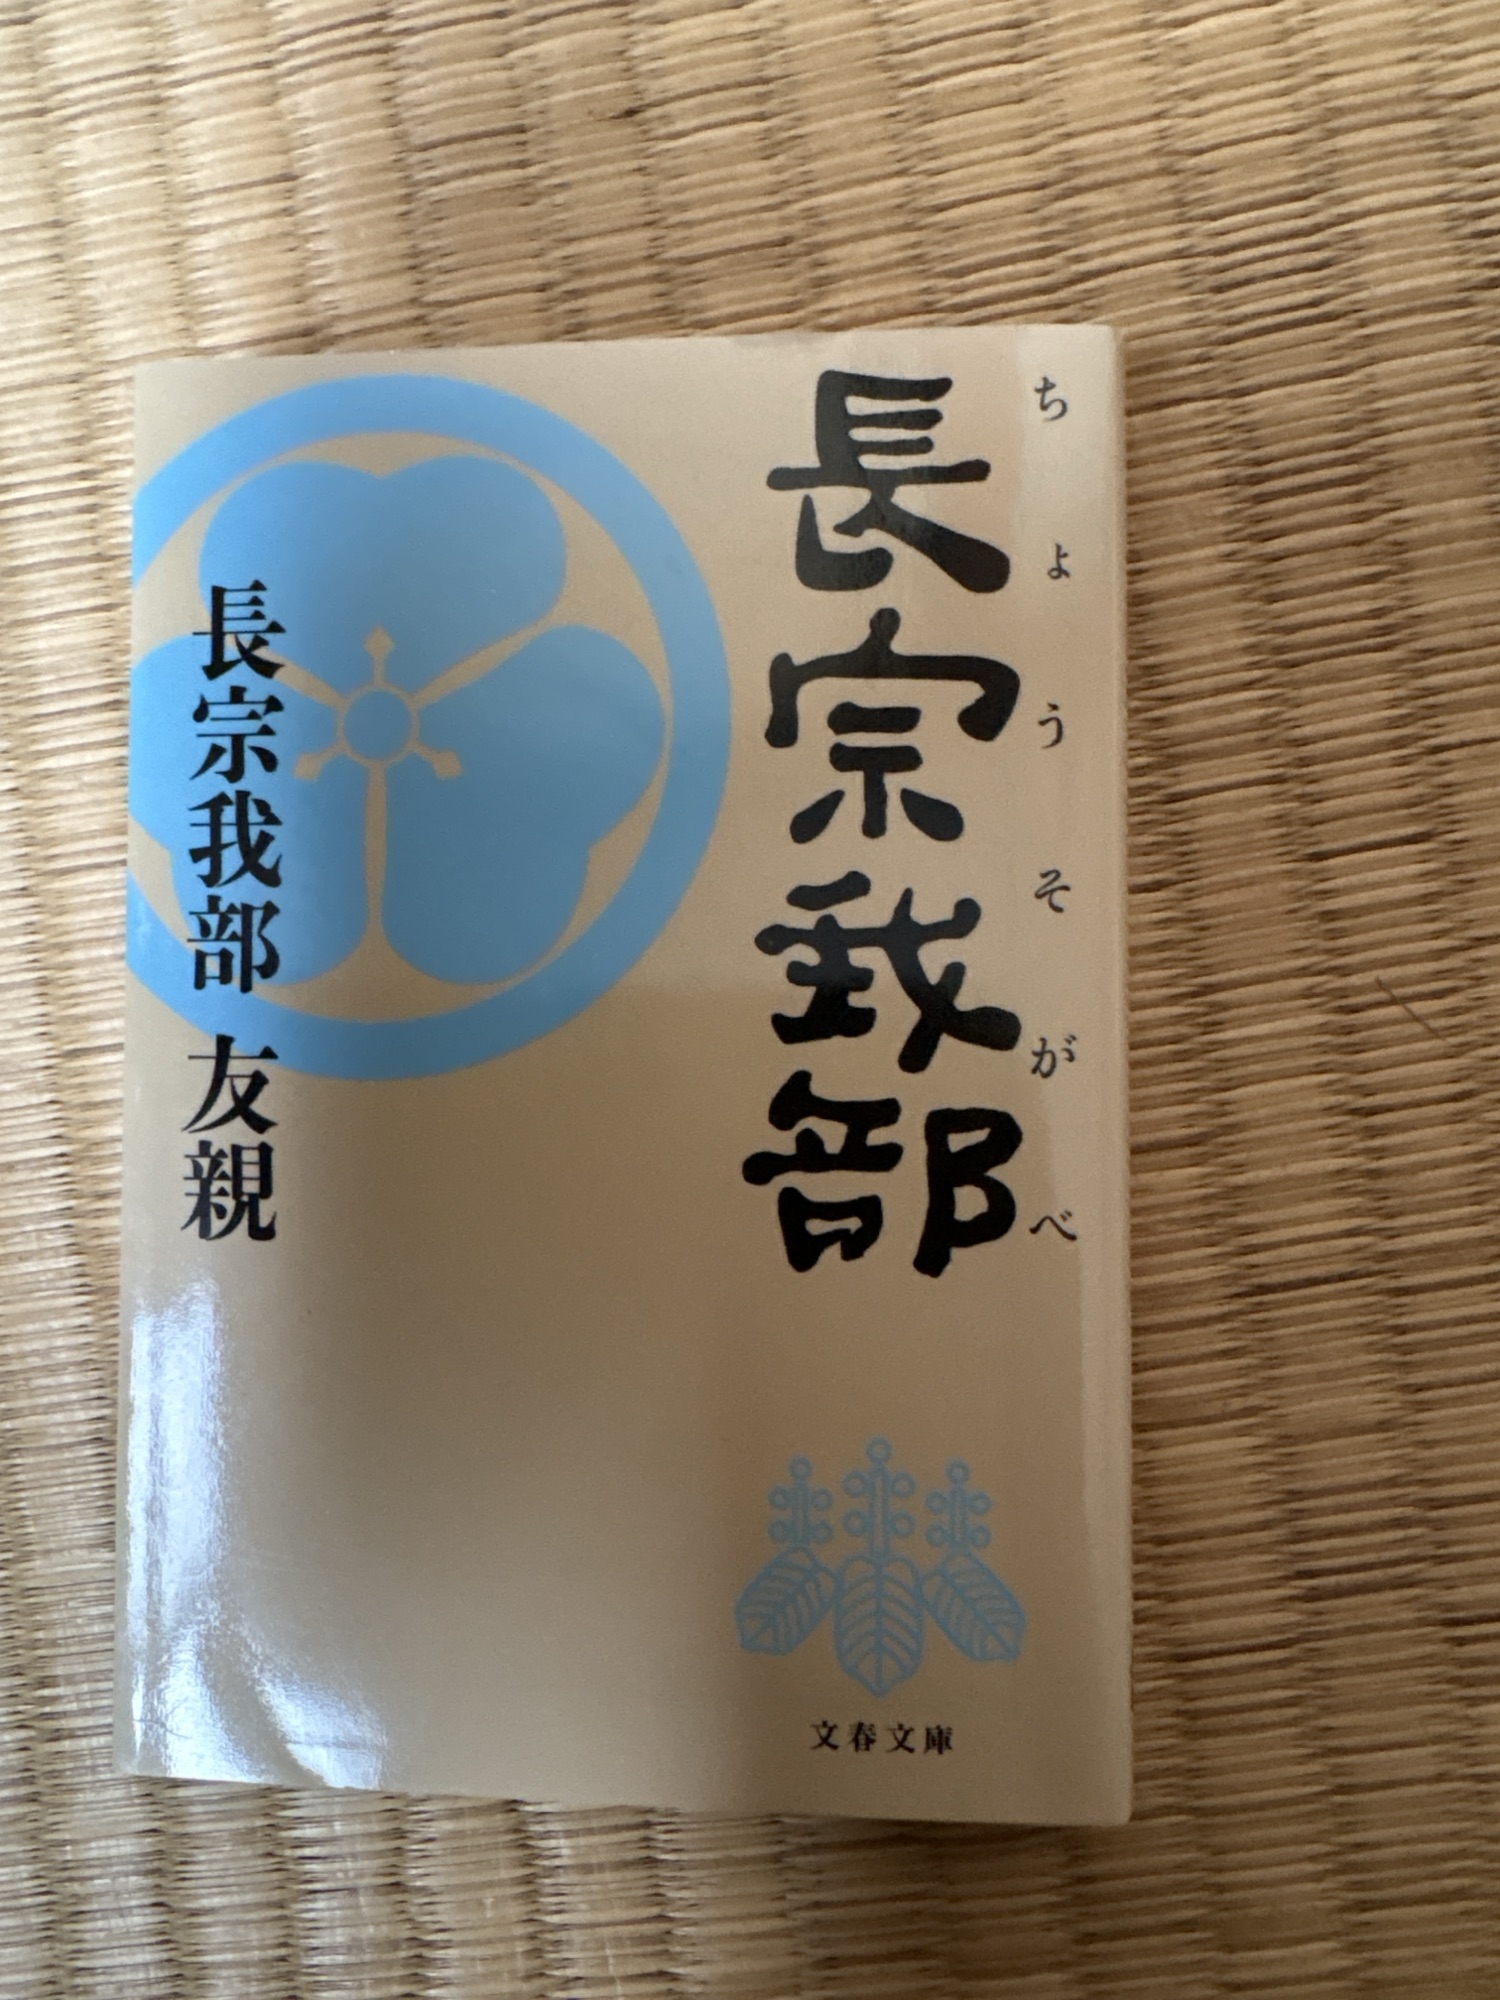 長宗我部
ちょうそがべ
長宗我部 友親
文春文庫